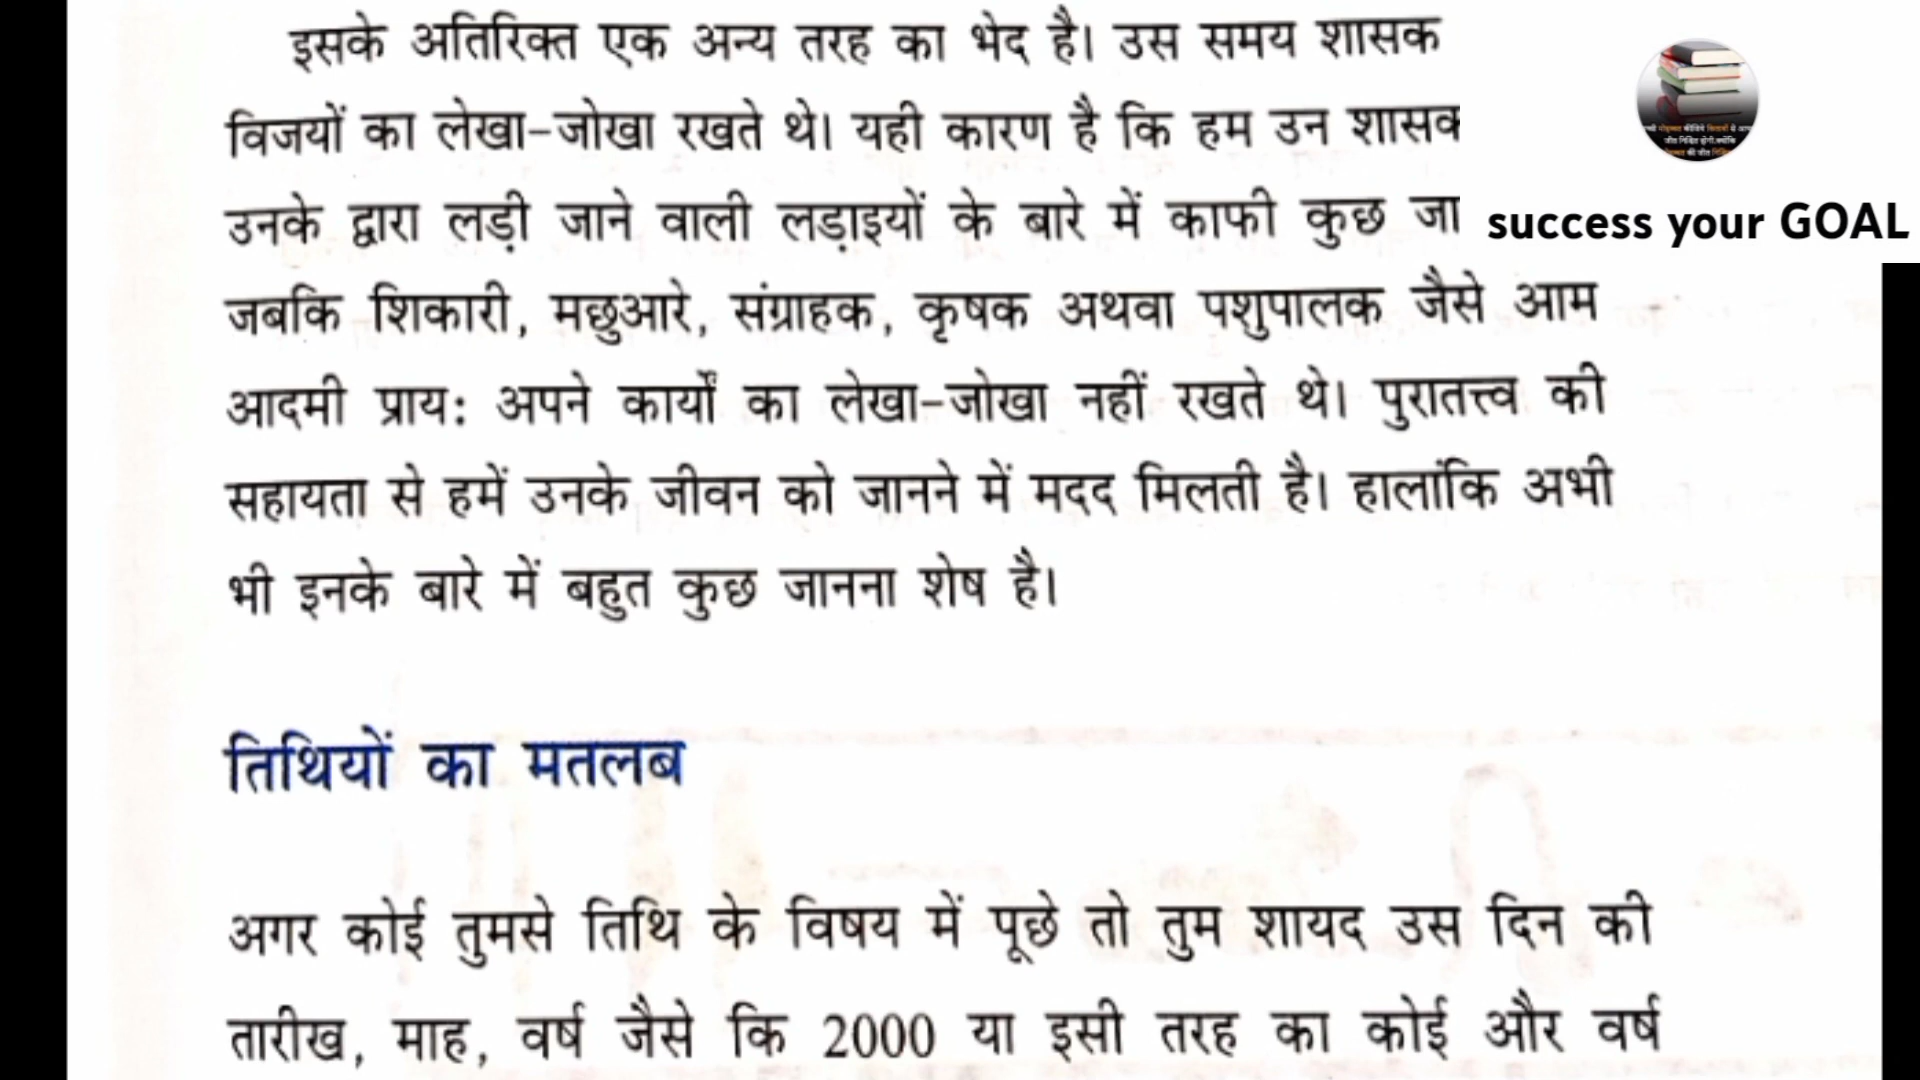 इसके अतिरिक्त एक अन्य तरह का भेद है। उस समय शासक
विजयों का लेखा-जोखा रखते थे। यही कारण है कि हम उन
उनके द्वारा लड़ी जाने वाली लड़ाइयों के बारे में काफी कुछ
success your GOAL
जबकि शिकारी, मछुआरे, संग्राहक, कृषक अथवा पशुपालक जैसे आम
आदमी प्राय: अपने कार्यों का लेखा-जोखा नहीं रखते थे। पुरातत्त्व की
सहायता से हमें उनके जीवन को जानने में मदद मिलती है। हालांकि अभी
भी इनके बारे में बहुत कुछ जानना शेष है।
तिथियों का मतलब
अगर कोई तुमसे तिथि के विषय में पूछे तो तुम शायद उस दिन की
तारीख, माह, वर्ष जैसे कि 2000 या इसी तरह का कोई और वर्ष